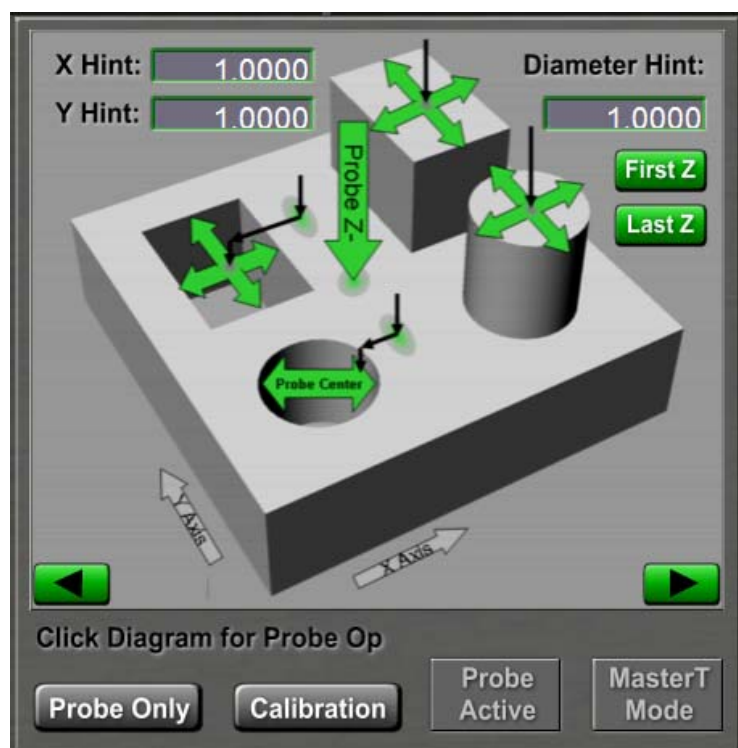 X Hint: 1.0000
Diameter Hint:
Y Hint: 1.0000
1.0000
First Z
Last Z
Probe Z-
Probe Center
Y Axis
X Axis
Click Diagram for Probe Op
Probe Only
Calibration
Probe
Active
MasterT
Mode